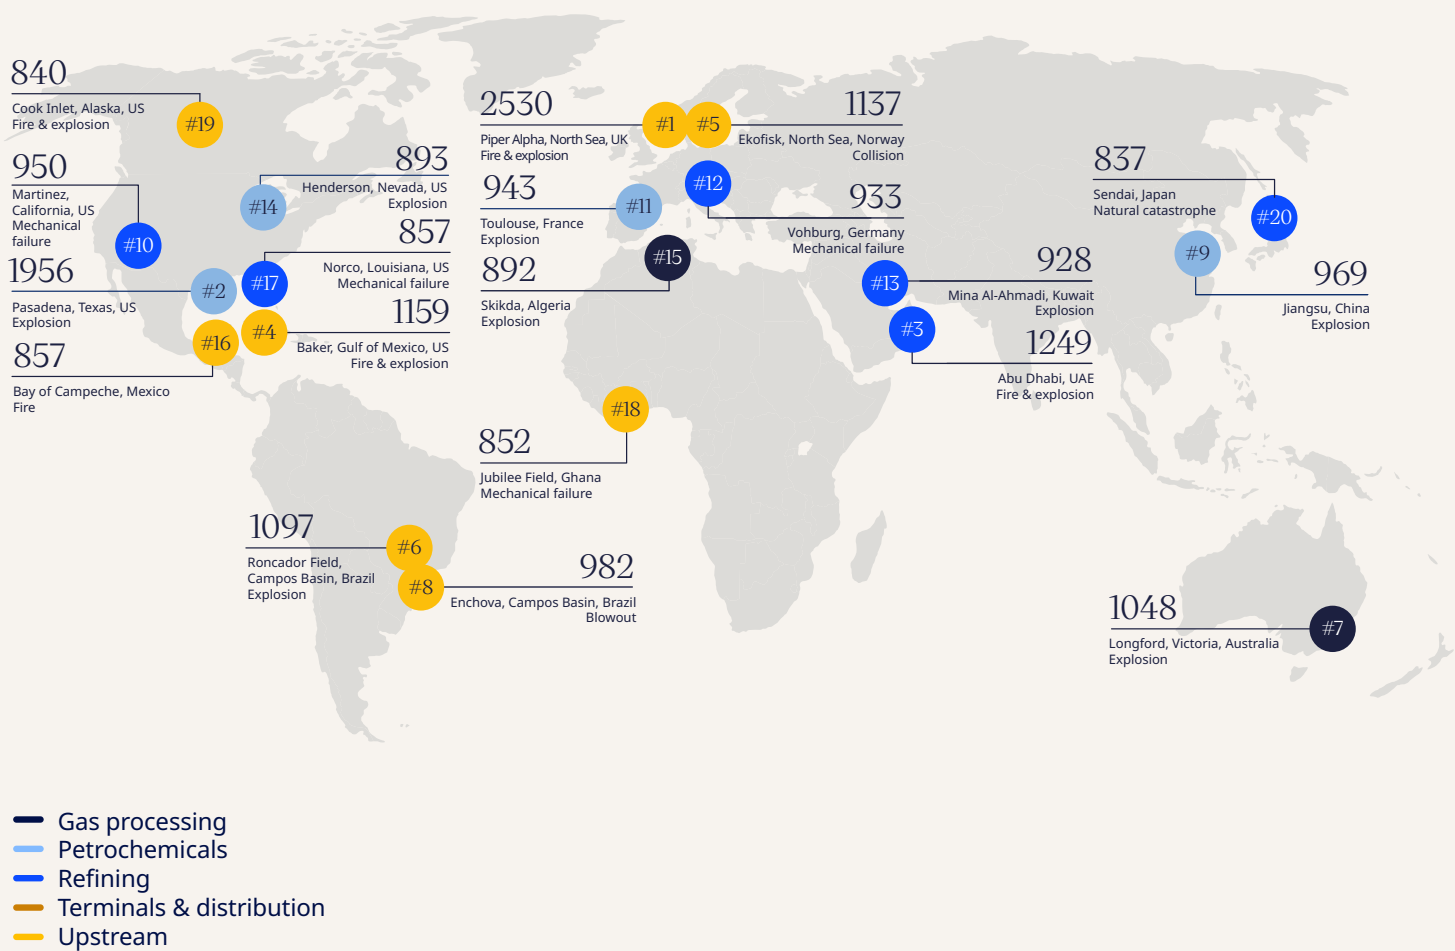 840
Cook Inlet, Alaska, US
Fire & explosion
#19
950
Martinez,
California, US
Mechanical
failure
#10
893
Henderson, Nevada, US
Explosion
#14
857
Norco, Louisiana, US
Mechanical failure
#17
1956
Pasadena, Texas, US
Explosion
#2
1159
Baker, Gulf of Mexico, US
Fire & explosion
#4
857
Bay of Campeche, Mexico
Fire
#16
2530
Piper Alpha, North Sea, UK
Fire & explosion
#1
1137
Ekofisk, North Sea, Norway
Collision
#5
943
Toulouse, France
Explosion
#11
933
Vohburg, Germany
Mechanical failure
#12
892
Skikda, Algeria
Explosion
#15
928
Mina Al-Ahmadi, Kuwait
Explosion
#13
1249
Abu Dhabi, UAE
Fire & explosion
#3
837
Sendai, Japan
Natural catastrophe
#20
969
Jiangsu, China
Explosion
#9
852
Jubilee Field, Ghana
Mechanical failure
#18
1097
Roncador Field,
Campos Basin, Brazil
Explosion
#6
982
Enchova, Campos Basin, Brazil
Blowout
#8
1048
Longford, Victoria, Australia
Explosion
#7
Gas processing
Petrochemicals
Refining
Terminals & distribution
Upstream